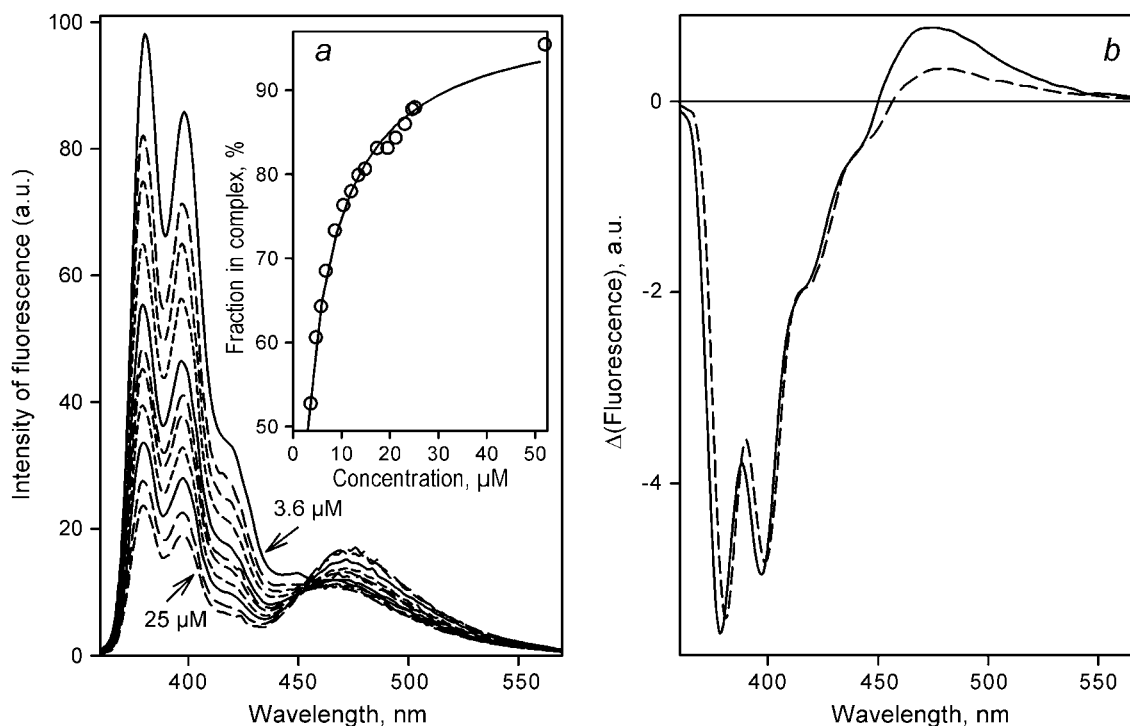 100
80
60
40
20
0
Intensity of fluorescence (a.u.)
400
450
500
550
Wavelength, nm
3.6 µM
25 µM
a
90
80
70
60
50
Fraction in complex, %
0
10
20
30
40
50
Concentration, µM
b
0
-2
-4
Δ(Fluorescence), a.u.
400
450
500
550
Wavelength, nm